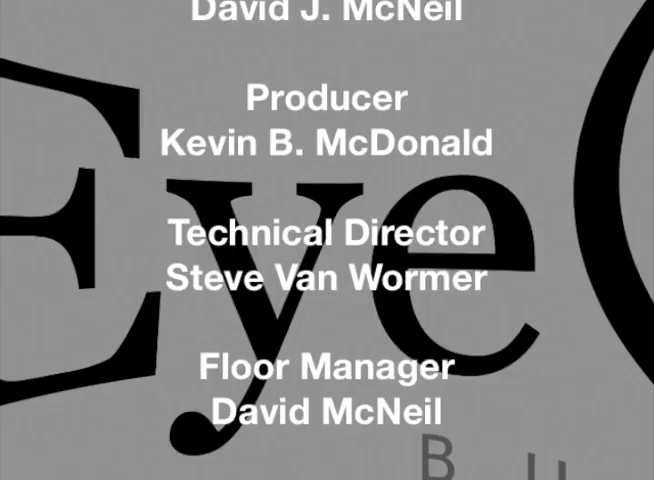 David J. McNeil
Producer
Kevin B. McDonald
Technical Director
Steve Van Wormer
Floor Manager
David McNeil
Eye
B